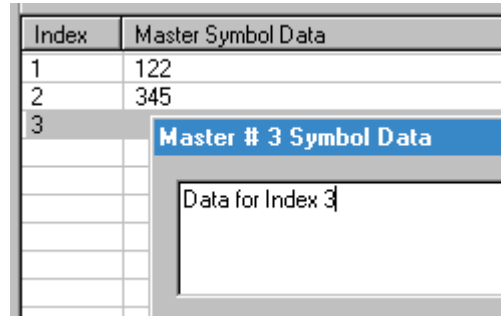 Index Master Symbol Data
1 122
2 345
3
Master # 3 Symbol Data
Data for Index 3